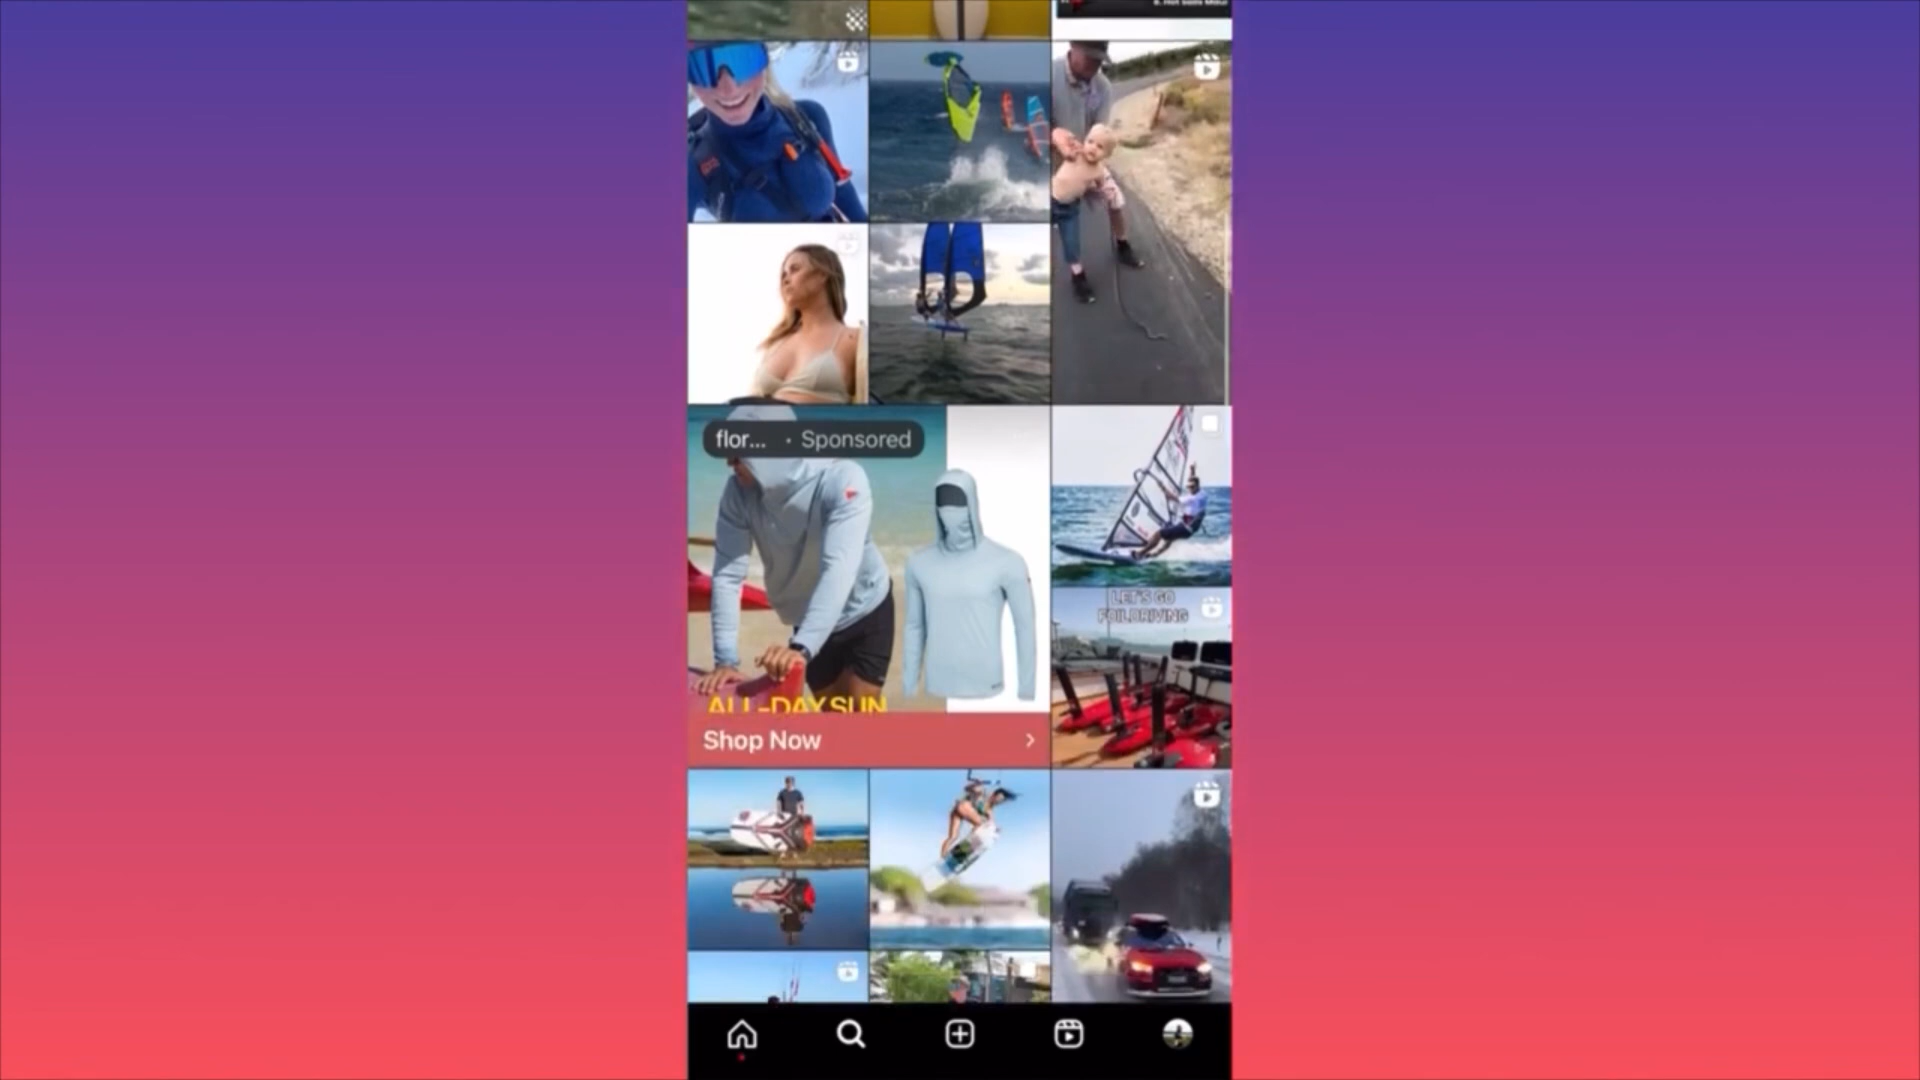 flor... · Sponsored
ALL-DAY SUN
Shop Now
LET'S GO
FOILDRIVING